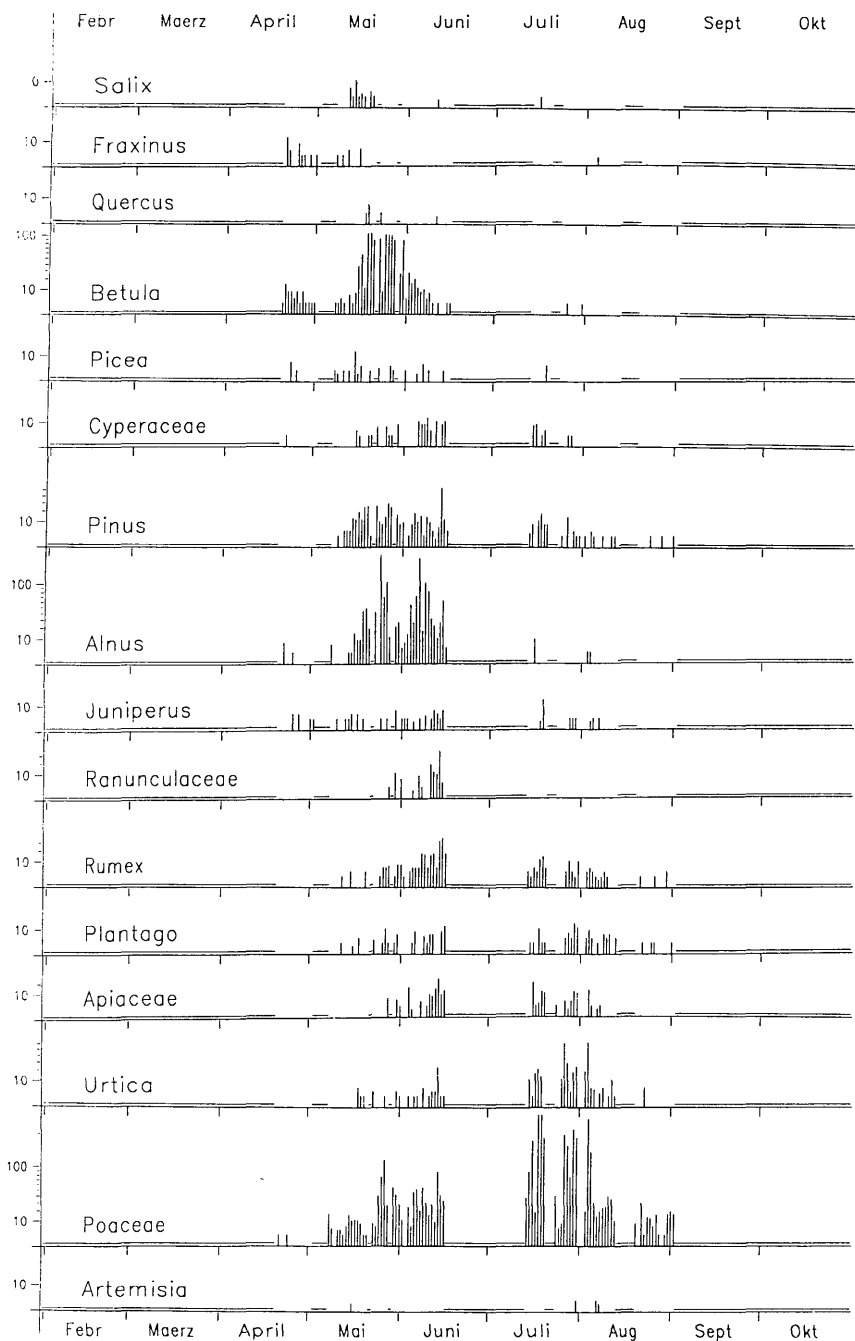 Febr Maerz April Mai Juni Juli Aug Sept Okt
0
Salix
10
Fraxinus
10
Quercus
100
10
Betula
10
Picea
10
Cyperaceae
10
Pinus
100
10
Alnus
10
Juniperus
10
Ranunculaceae
10
Rumex
10
Plantago
10
Apiaceae
10
Urtica
100
10
Poaceae
10
Artemisia
Febr Maerz April Mai Juni Juli Aug Sept Okt